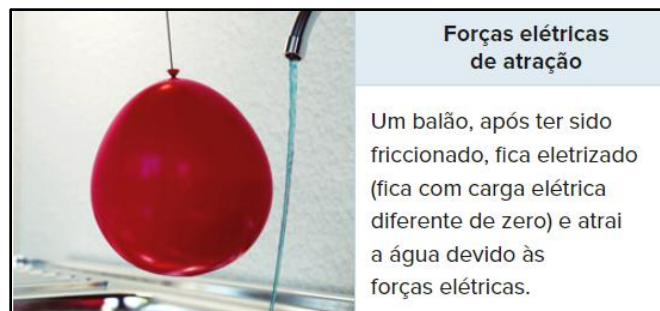 Forças elétricas
de atração
Um balão, após ter sido
friccionado, fica eletrizado
(fica com carga elétrica
diferente de zero) e atrai
a água devido às
forças elétricas.